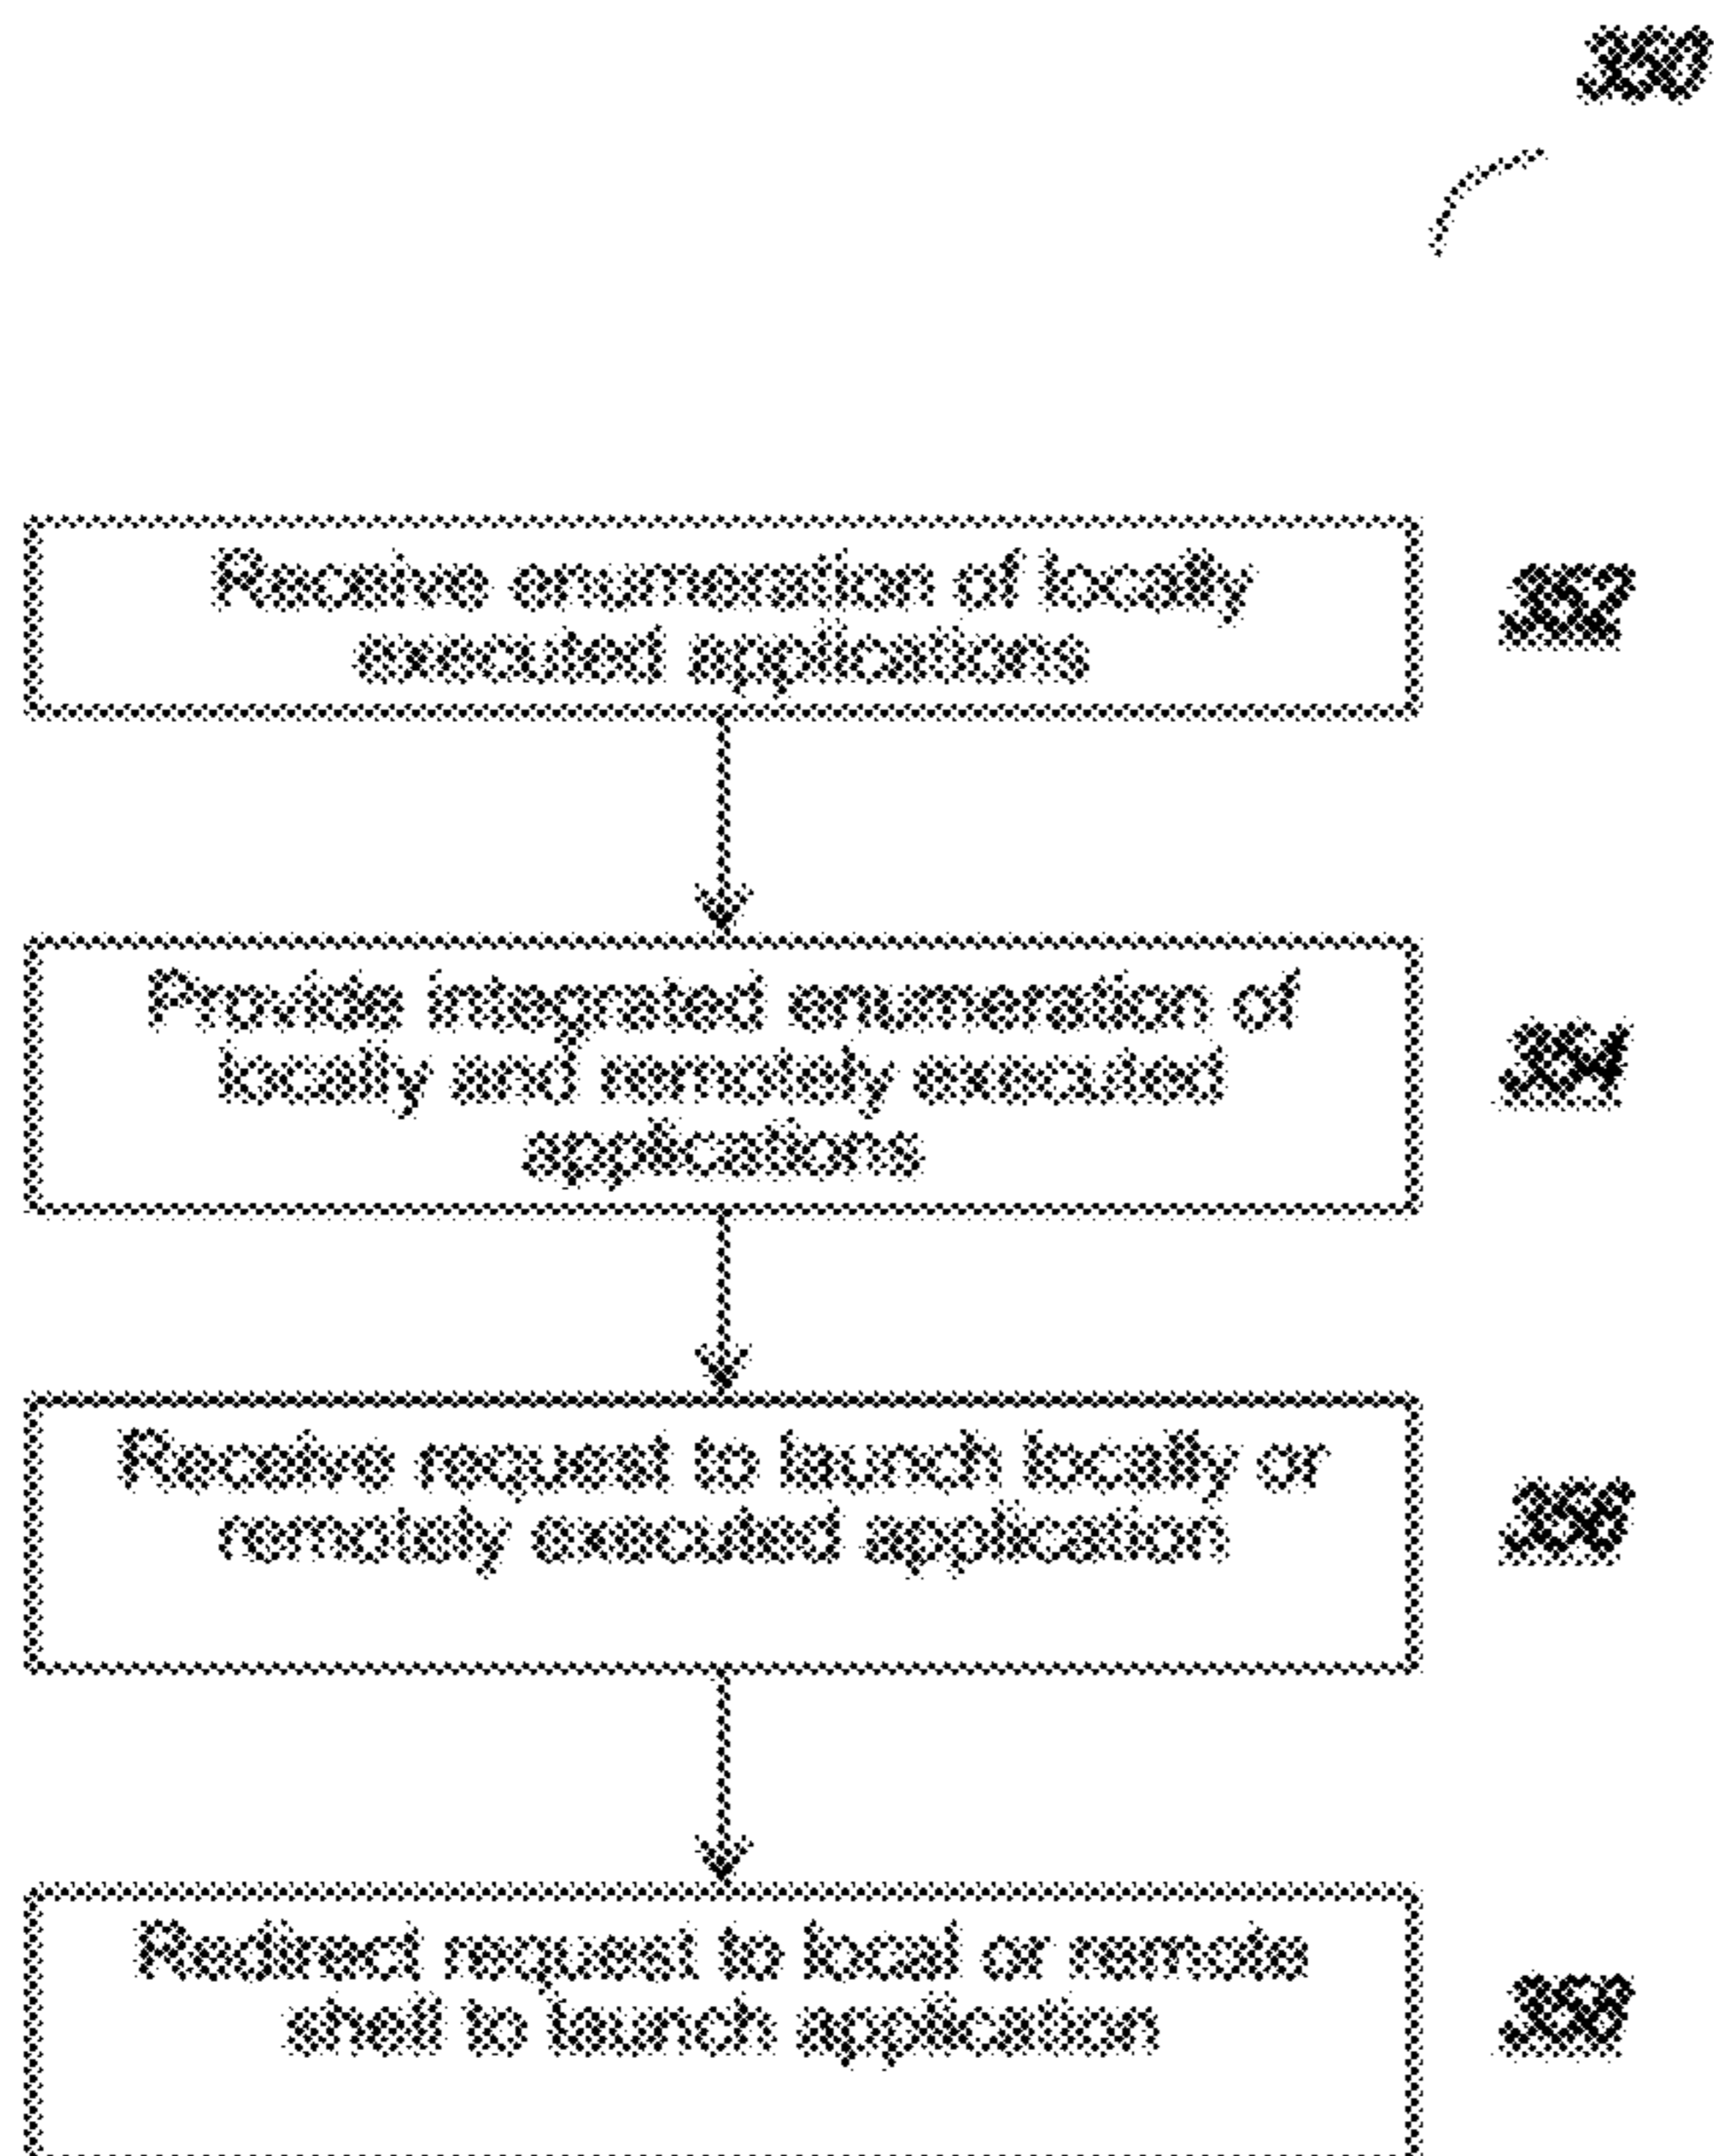 350
Receive enumeration of locally
executed applications
352
Provide integrated enumeration of
locally and remotely executed
applications
354
Receive request to launch locally or
remotely executed application
356
Redirect request to local or remote
shell to launch application
358